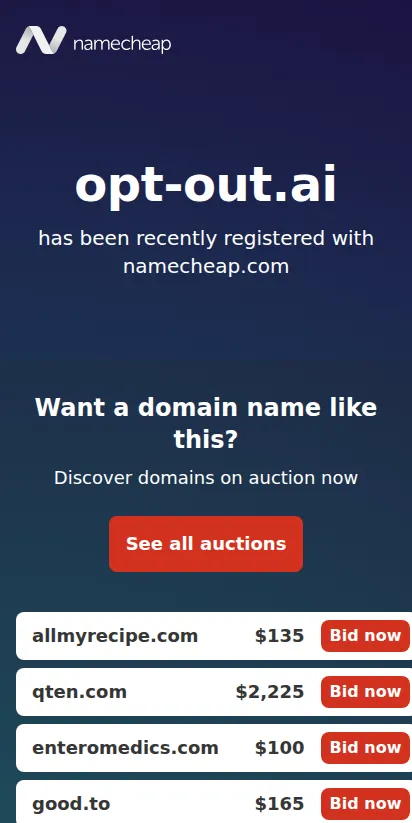 namecheap
opt-out.ai
has been recently registered with
namecheap.com
Want a domain name like
this?
Discover domains on auction now
See all auctions
allmyrecipe.com $135 Bid now
qten.com $2,225 Bid now
enteromedics.com $100 Bid now
good.to $165 Bid now